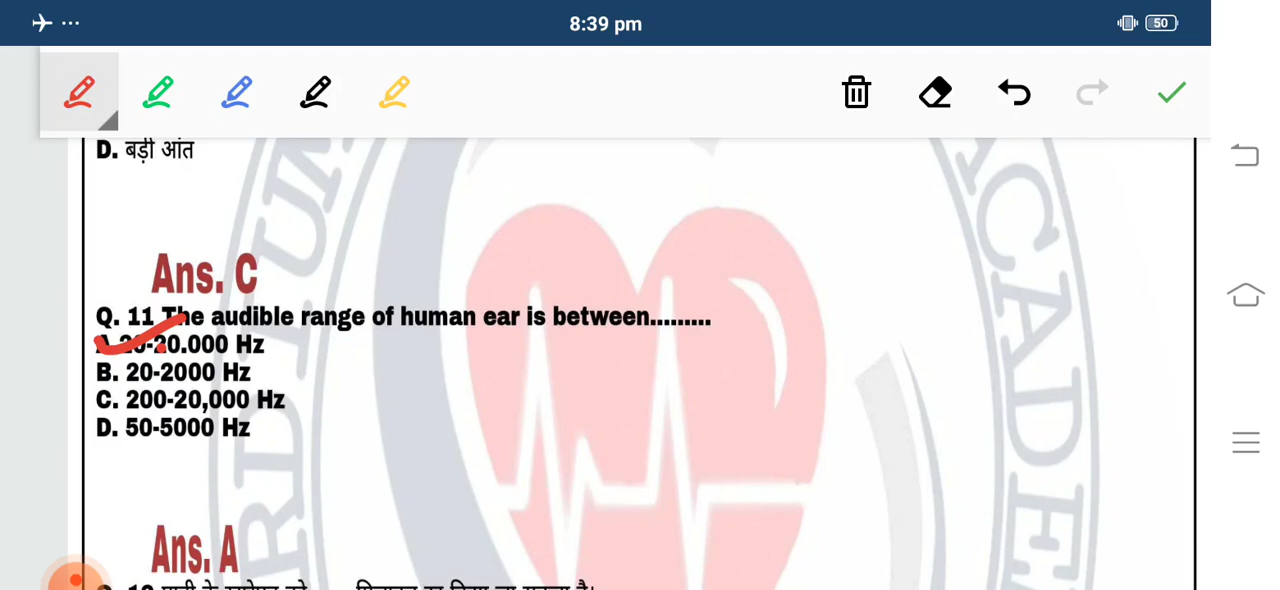 8:39 pm
50
D. बड़ी आंत
Ans. C
Q. 11 The audible range of human ear is between.........
A 20-20.000 Hz
B. 20-2000 Hz
C. 200-20,000 Hz
D. 50-5000 Hz
Ans. A